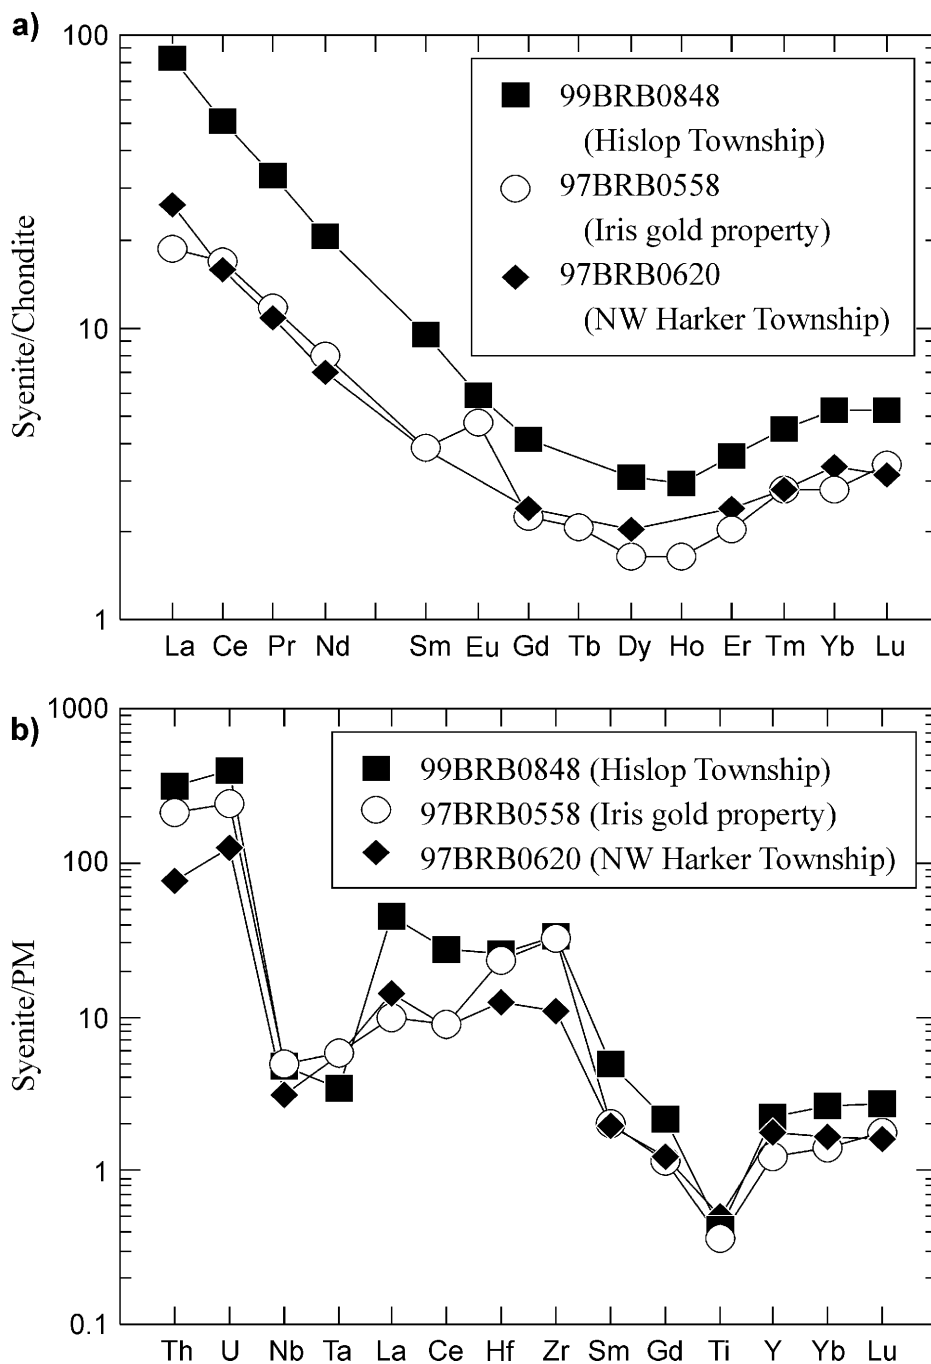 a)
100
10
1
Syenite/Chondite
99BRB0848
(Hislop Township)
97BRB0558
(Iris gold property)
97BRB0620
(NW Harker Township)
La Ce Pr Nd Sm Eu Gd Tb Dy Ho Er Tm Yb Lu
b)
1000
100
10
1
0.1
Syenite/PM
99BRB0848 (Hislop Township)
97BRB0558 (Iris gold property)
97BRB0620 (NW Harker Township)
Th U Nb Ta La Ce Hf Zr Sm Gd Ti Y Yb Lu